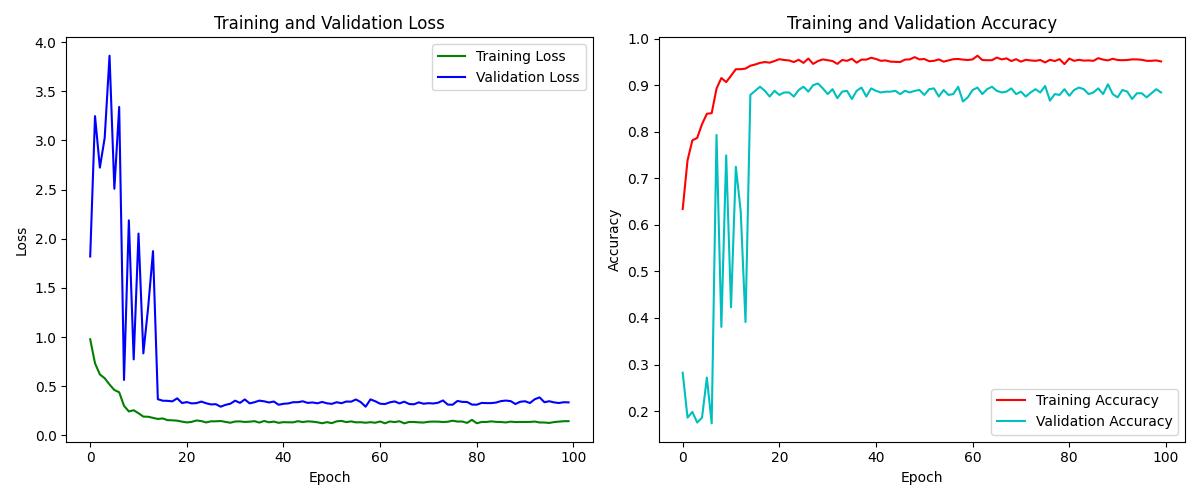 Training and Validation Loss
4.0
3.5
3.0
2.5
2.0
1.5
1.0
0.5
0.0
Loss
Training Loss
Validation Loss
0 20 40 60 80 100
Epoch
Training and Validation Accuracy
1.0
0.9
0.8
0.7
0.6
0.5
0.4
0.3
0.2
Accuracy
Training Accuracy
Validation Accuracy
0 20 40 60 80 100
Epoch